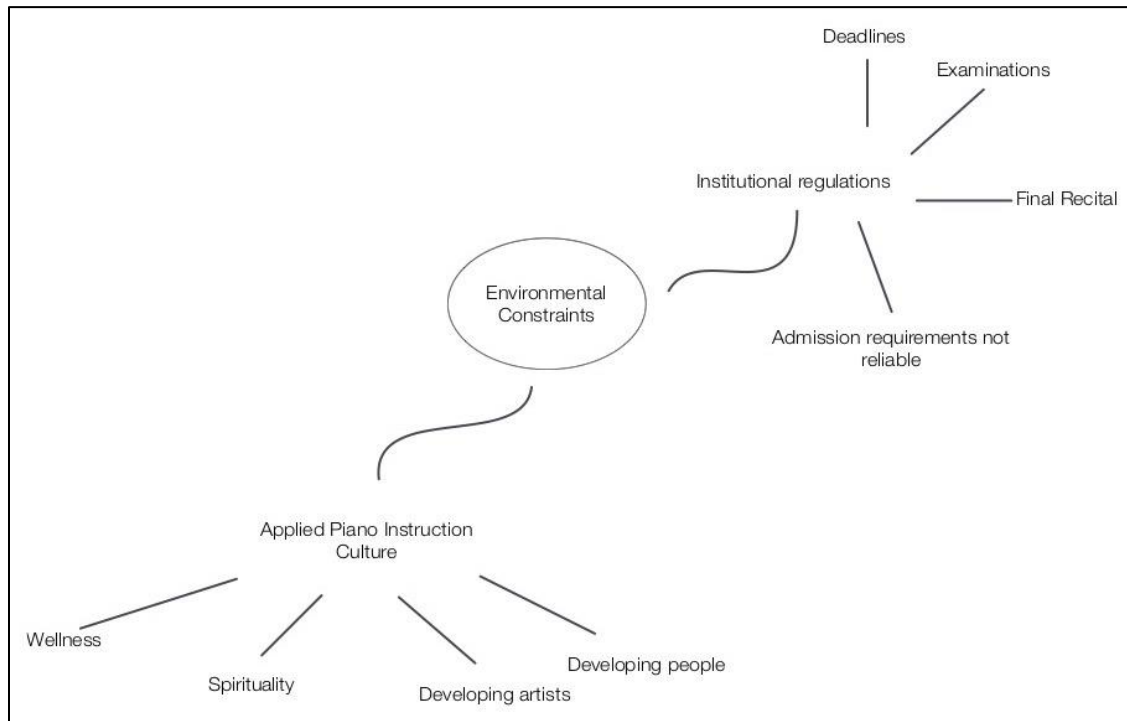 Deadlines
Examinations
Institutional regulations
Final Recital
Environmental
Constraints
Admission requirements not
reliable
Applied Piano Instruction
Culture
Wellness
Spirituality
Developing artists
Developing people